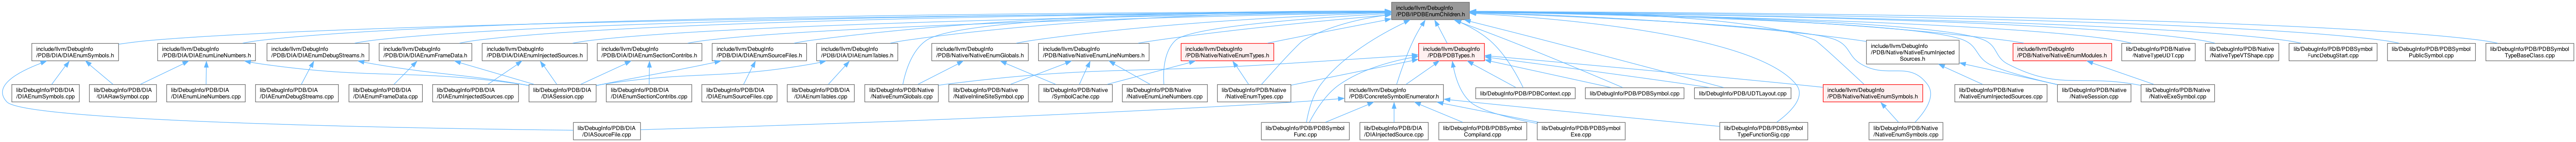 include/llvm/DebugInfo
/PDB/IPDBEnumChildren.h
include/llvm/DebugInfo
/PDB/DIA/DIAEnumSymbols.h
include/llvm/DebugInfo
/PDB/DIA/DIAEnumLineNumbers.h
include/llvm/DebugInfo
/PDB/DIA/DIAEnumDebugStreams.h
include/llvm/DebugInfo
/PDB/DIA/DIAEnumFrameData.h
include/llvm/DebugInfo
/PDB/DIA/DIAEnumInjectedSources.h
include/llvm/DebugInfo
/PDB/DIA/DIAEnumSectionContribs.h
include/llvm/DebugInfo
/PDB/DIA/DIAEnumSourceFiles.h
include/llvm/DebugInfo
/PDB/DIA/DIAEnumTables.h
include/llvm/DebugInfo
/PDB/Native/NativeEnumGlobals.h
include/llvm/DebugInfo
/PDB/Native/NativeEnumLineNumbers.h
include/llvm/DebugInfo
/PDB/Native/NativeEnumTypes.h
include/llvm/DebugInfo
/PDB/PDBTypes.h
include/llvm/DebugInfo
/PDB/Native/NativeEnumInjected
Sources.h
include/llvm/DebugInfo
/PDB/Native/NativeEnumModules.h
lib/DebugInfo/PDB/Native
/NativeTypeUDT.cpp
lib/DebugInfo/PDB/Native
/NativeTypeVTShape.cpp
lib/DebugInfo/PDB/PDBSymbol
FuncDebugStart.cpp
lib/DebugInfo/PDB/PDBSymbol
PublicSymbol.cpp
lib/DebugInfo/PDB/PDBSymbol
TypeBaseClass.cpp
lib/DebugInfo/PDB/DIA
/DIAEnumSymbols.cpp
lib/DebugInfo/PDB/DIA
/DIARawSymbol.cpp
lib/DebugInfo/PDB/DIA
/DIAEnumLineNumbers.cpp
lib/DebugInfo/PDB/DIA
/DIAEnumDebugStreams.cpp
lib/DebugInfo/PDB/DIA
/DIAEnumFrameData.cpp
lib/DebugInfo/PDB/DIA
/DIAEnumInjectedSources.cpp
lib/DebugInfo/PDB/DIA
/DIASession.cpp
lib/DebugInfo/PDB/DIA
/DIAEnumSectionContribs.cpp
lib/DebugInfo/PDB/DIA
/DIAEnumSourceFiles.cpp
lib/DebugInfo/PDB/DIA
/DIAEnumTables.cpp
lib/DebugInfo/PDB/Native
/NativeEnumGlobals.cpp
lib/DebugInfo/PDB/Native
/NativeInlineSiteSymbol.cpp
lib/DebugInfo/PDB/Native
/SymbolCache.cpp
lib/DebugInfo/PDB/Native
/NativeEnumLineNumbers.cpp
lib/DebugInfo/PDB/Native
/NativeEnumTypes.cpp
include/llvm/DebugInfo
/PDB/ConcreteSymbolEnumerator.h
lib/DebugInfo/PDB/PDBContext.cpp
lib/DebugInfo/PDB/PDBSymbol.cpp
lib/DebugInfo/PDB/UDTLayout.cpp
include/llvm/DebugInfo
/PDB/Native/NativeEnumSymbols.h
lib/DebugInfo/PDB/Native
/NativeEnumInjectedSources.cpp
lib/DebugInfo/PDB/Native
/NativeSession.cpp
lib/DebugInfo/PDB/Native
/NativeExeSymbol.cpp
lib/DebugInfo/PDB/DIA
/DIASourceFile.cpp
lib/DebugInfo/PDB/PDBSymbol
Func.cpp
lib/DebugInfo/PDB/DIA
/DIAInjectedSource.cpp
lib/DebugInfo/PDB/PDBSymbol
Compiland.cpp
lib/DebugInfo/PDB/PDBSymbol
Exe.cpp
lib/DebugInfo/PDB/PDBSymbol
TypeFunctionSig.cpp
lib/DebugInfo/PDB/Native
/NativeEnumSymbols.cpp